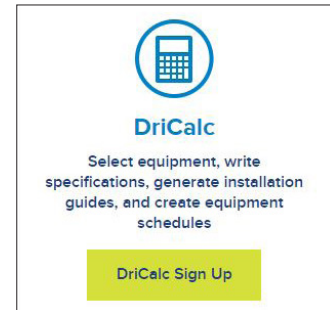 DriCalc
Select equipment, write
specifications, generate installation
guides, and create equipment
schedules
DriCalc Sign Up